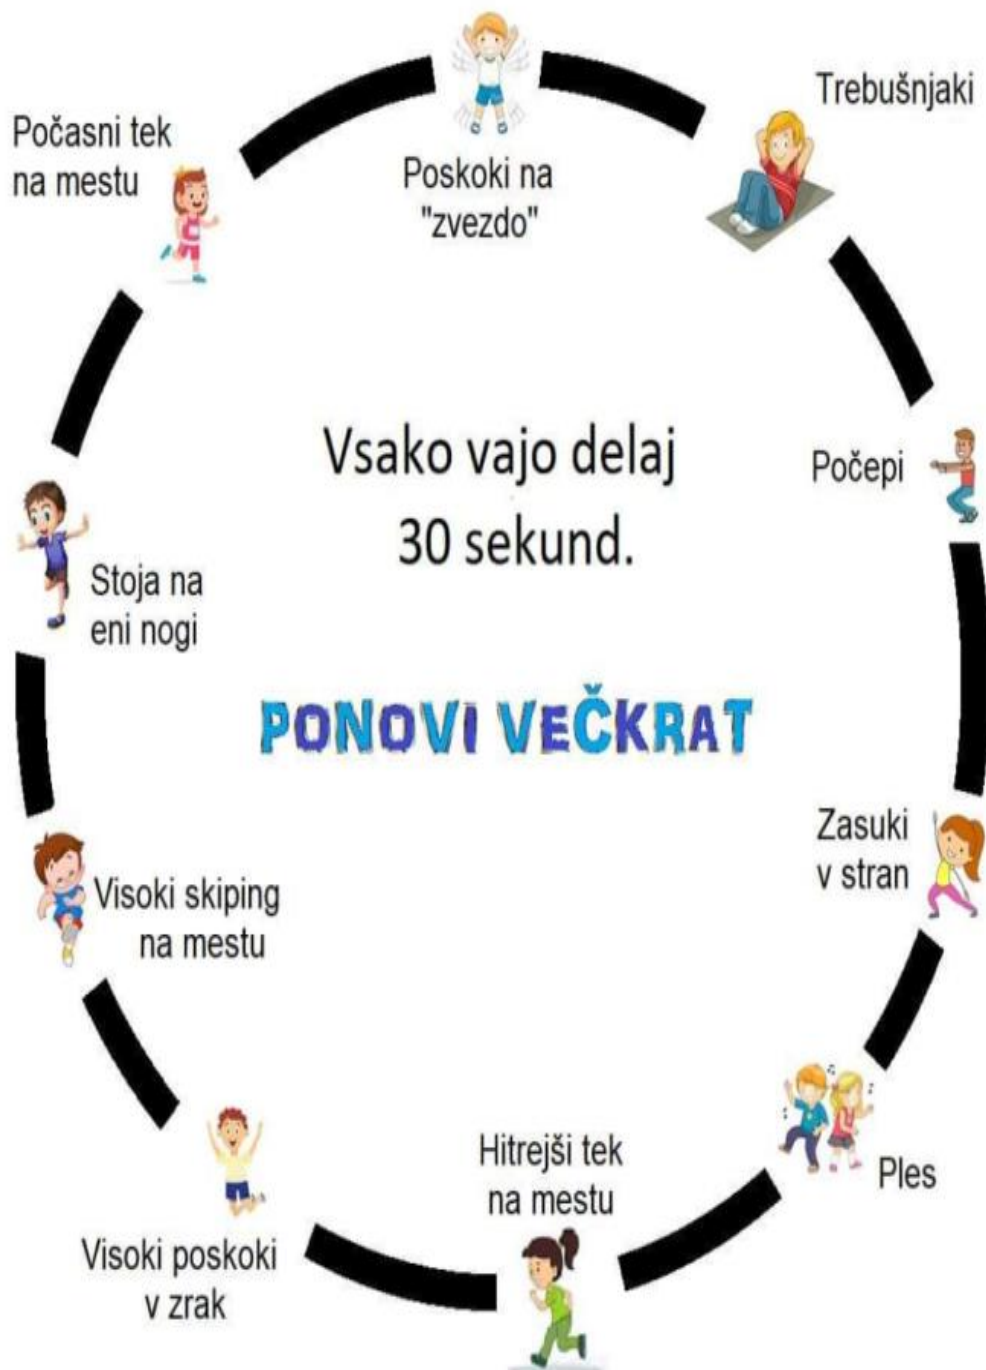 Trebušnjaki
Počasni tek
na mestu
Poskoki na
"zvezdo"
Vsako vajo delaj
30 sekund.
Počepi
Stoja na
eni nogi
PONOVI VEČKRAT
Zasuki
v stran
Visoki skiping
na mestu
Hitrejši tek
na mestu
Ples
Visoki poskoki
v zrak